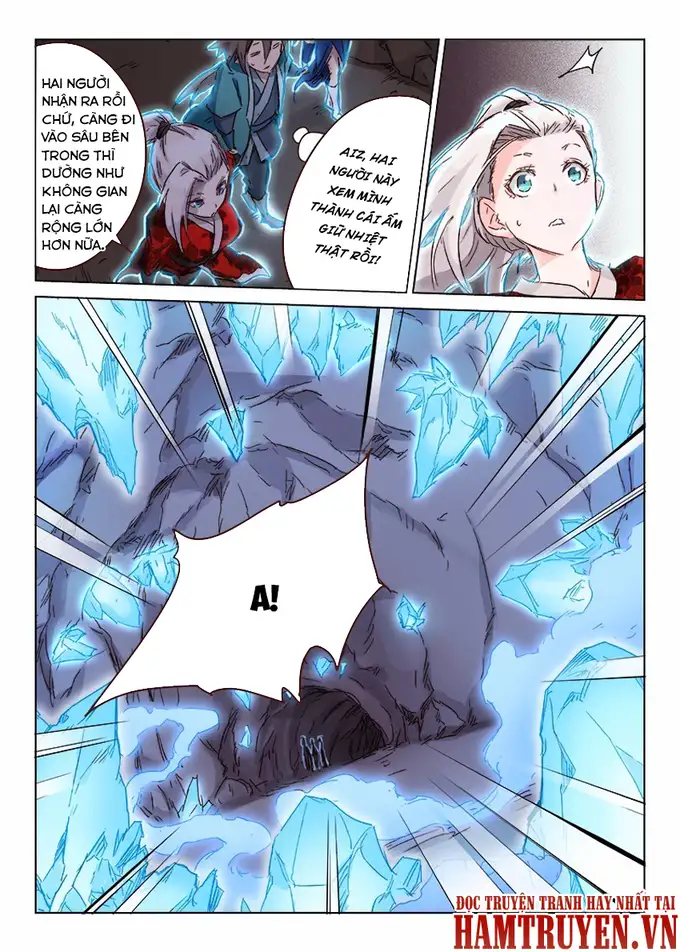 HAI NGƯỜI
NHẬN RA RỒI
CHỨ, CÀNG ĐI
VÀO SÂU BÊN
TRONG THÌ
DƯỜNG NHƯ
KHÔNG GIAN
LẠI CÀNG
RỘNG LỚN
HƠN NỮA.
AIZ, HAI
NGƯỜI NÀY
XEM MÌNH
THÀNH CÁI ẤM
GIỮ NHIỆT
THẬT RỒI!
A!
ĐỌC TRUYỆN TRANH HAY NHẤT TẠI
HAMTRUYEN.VN